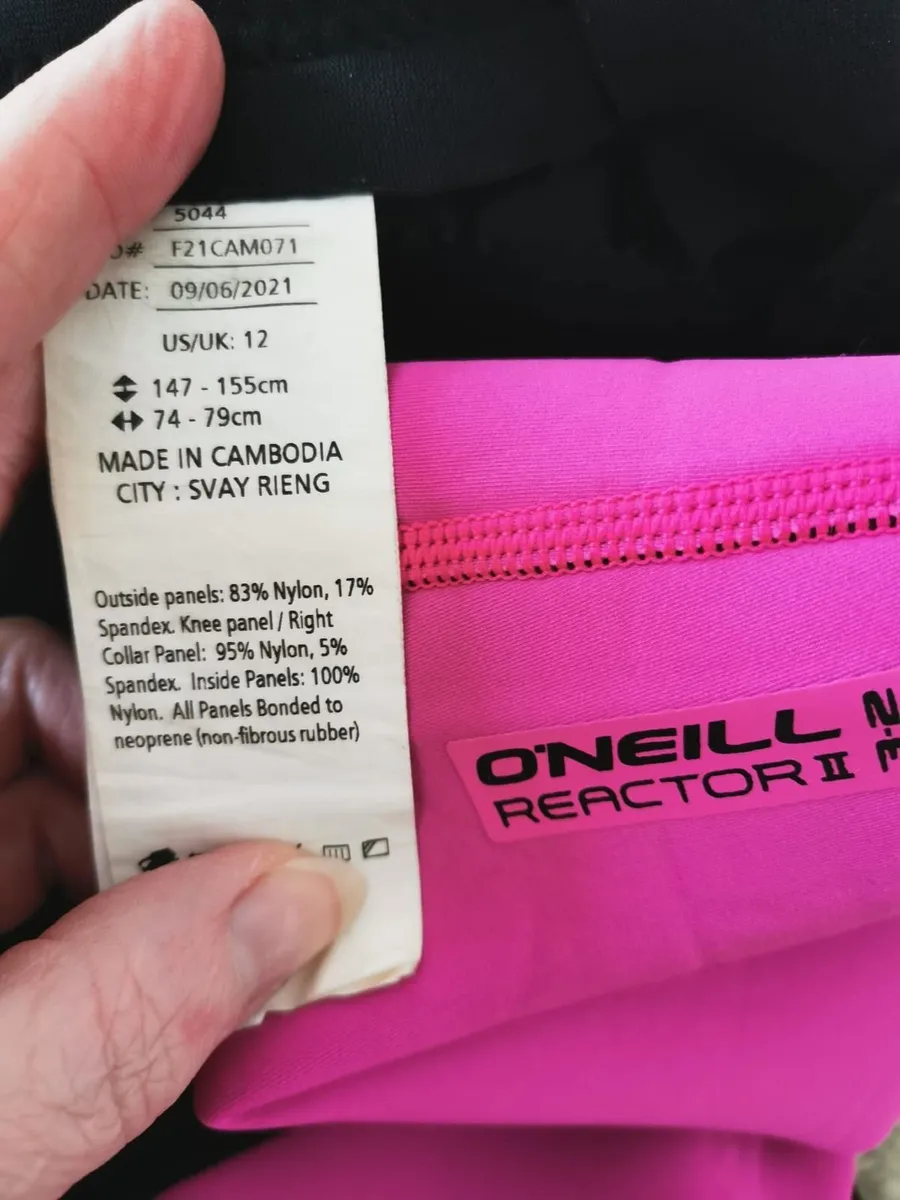 5044
F21CAM071
DATE: 09/06/2021
US/UK: 12
147 - 155cm
74 - 79cm
MADE IN CAMBODIA
CITY : SVAY RIENG
Outside panels: 83% Nylon, 17%
Spandex. Knee panel / Right
Collar Panel: 95% Nylon, 5%
Spandex. Inside Panels: 100%
Nylon. All Panels Bonded to
neoprene (non-fibrous rubber)
O'NEILL
REACTOR II